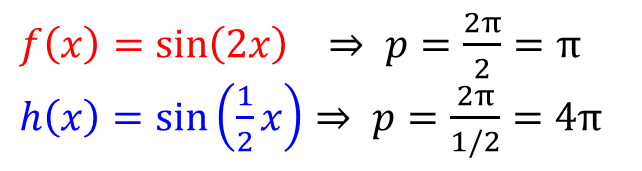 f(x) = sin(2x) ⇒ p = 2π/2 = π
h(x) = sin(1/2 x) ⇒ p = 2π/1/2 = 4π